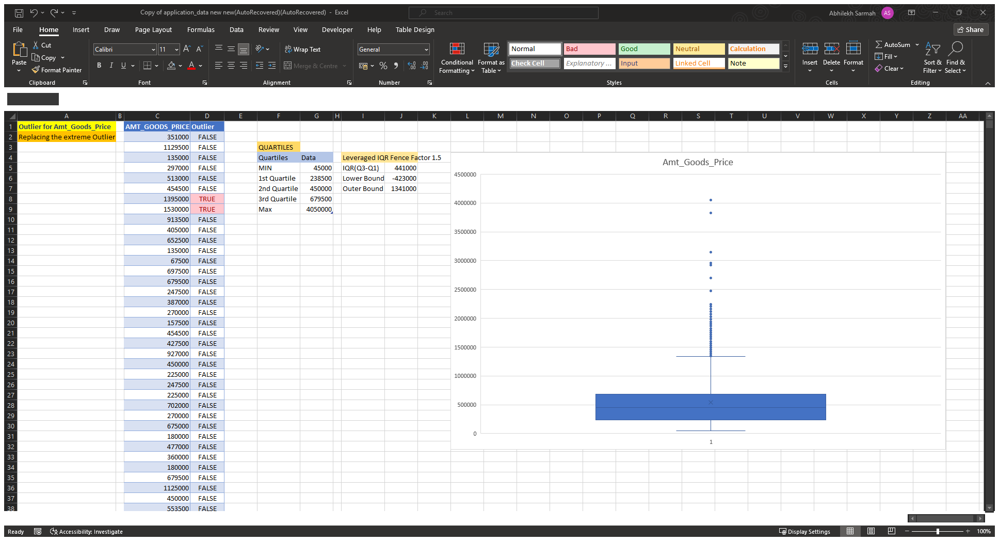 Copy of application_data new new(AutoRecovered)(AutoRecovered) - Excel
Search
Abhilekh Sarmah AS
File Home Insert Draw Page Layout Formulas Data Review View Developer Help Table Design Share
Paste Cut Copy Format Painter
Calibri 11
B I U A
Wrap Text
Merge & Centre
General
%
Conditional Formatting
Format as Table
Normal Bad Good Neutral Calculation
Check Cell Explanatory ... Input Linked Cell Note
Insert Delete Format
AutoSum
Fill
Clear
Sort & Filter
Find & Select
Clipboard Font Alignment Number Styles Cells Editing
A B C D E F G H I J K L M N O P Q R S T U V W X Y Z AA
1 Outlier for Amt_Goods_Price AMT_GOODS_PRICE Outlier
2 Replacing the extreme Outlier 351000 FALSE
3 1129500 FALSE QUARTILES
4 135000 FALSE Quartiles Data Leveraged IQR Fence Factor 1.5
5 297000 FALSE MIN 45000 IQR(Q3-Q1) 441000
6 513000 FALSE 1st Quartile 238500 Lower Bound -423000
7 454500 FALSE 2nd Quartile 450000 Outer Bound 1341000
8 1395000 TRUE 3rd Quartile 679500
9 1530000 TRUE Max 4050000
10 913500 FALSE
11 405000 FALSE
12 652500 FALSE
13 135000 FALSE
14 67500 FALSE
15 697500 FALSE
16 679500 FALSE
17 247500 FALSE
18 387000 FALSE
19 270000 FALSE
20 157500 FALSE
21 454500 FALSE
22 427500 FALSE
23 927000 FALSE
24 450000 FALSE
25 225000 FALSE
26 247500 FALSE
27 225000 FALSE
28 702000 FALSE
29 270000 FALSE
30 675000 FALSE
31 180000 FALSE
32 477000 FALSE
33 360000 FALSE
34 180000 FALSE
35 679500 FALSE
36 1125000 FALSE
37 450000 FALSE
38 553500 FALSE
Amt_Goods_Price
4500000
4000000
3500000
3000000
2500000
2000000
1500000
1000000
500000
0
1
Ready Accessibility: Investigate Display Settings 100%